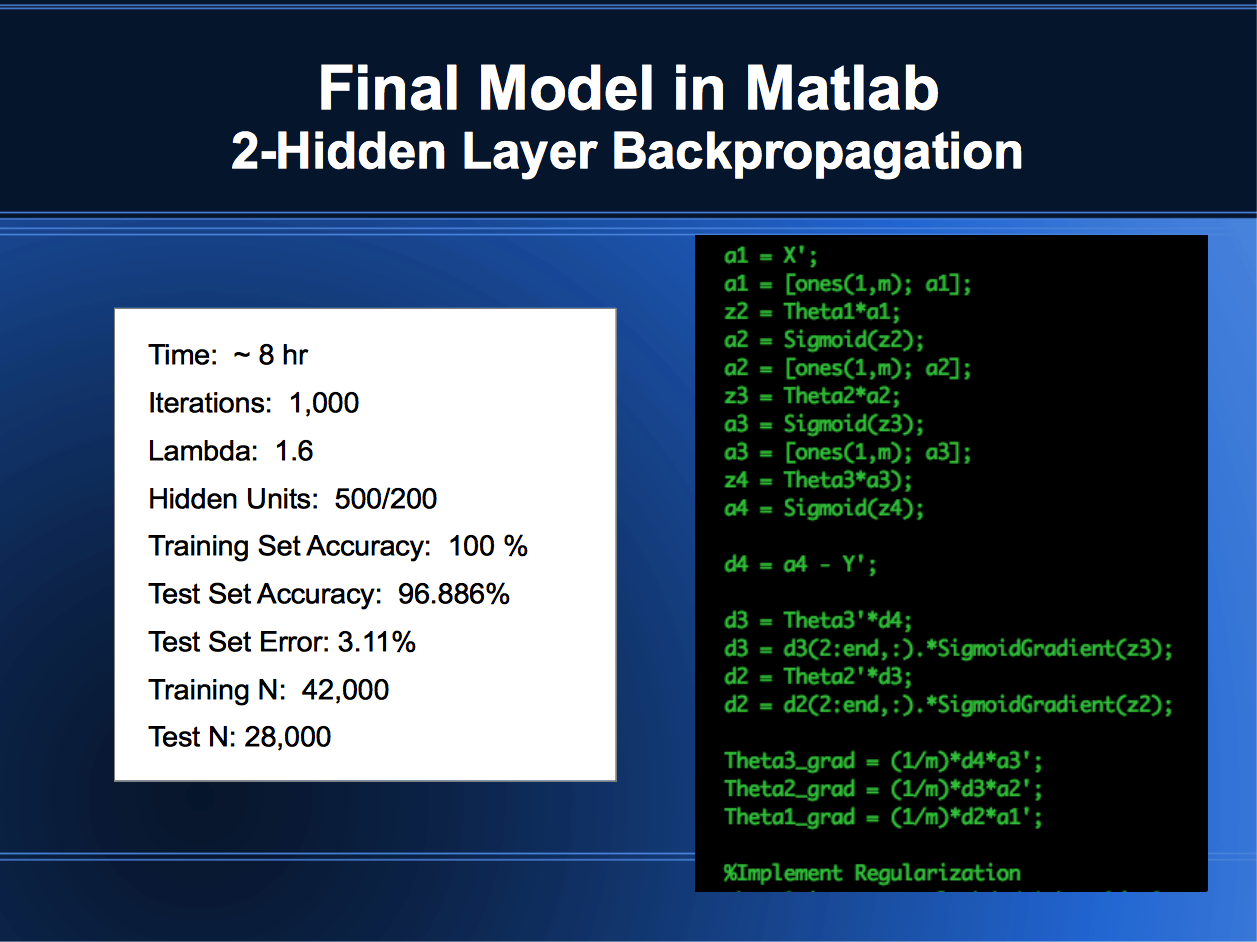 Final Model in Matlab
2-Hidden Layer Backpropagation
Time:  ~ 8 hr
Iterations:  1,000
Lambda:  1.6
Hidden Units:  500/200
Training Set Accuracy:  100 %
Test Set Accuracy:  96.886%
Test Set Error: 3.11%
Training N:  42,000
Test N: 28,000
a1 = X';
a1 = [ones(1,m); a1];
z2 = Theta1*a1;
a2 = Sigmoid(z2);
a2 = [ones(1,m); a2];
z3 = Theta2*a2;
a3 = Sigmoid(z3);
a3 = [ones(1,m); a3];
z4 = Theta3*a3);
a4 = Sigmoid(z4);
d4 = a4 - Y';
d3 = Theta3'*d4;
d3 = d3(2:end,:).*SigmoidGradient(z3);
d2 = Theta2'*d3;
d2 = d2(2:end,:).*SigmoidGradient(z2);
Theta3_grad = (1/m)*d4*a3';
Theta2_grad = (1/m)*d3*a2';
Theta1_grad = (1/m)*d2*a1';
%Implement Regularization